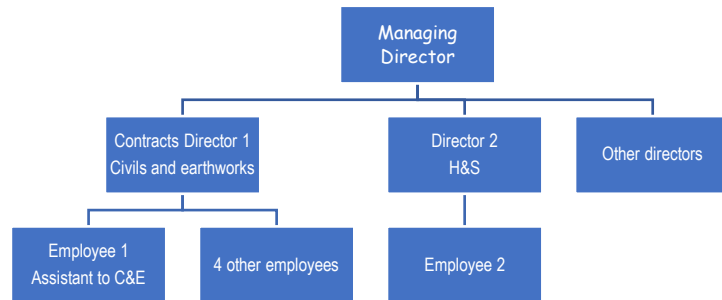 Managing
Director
Contracts Director 1
Civils and earthworks
Director 2
H&S
Other directors
Employee 1
Assistant to C&E
4 other employees
Employee 2